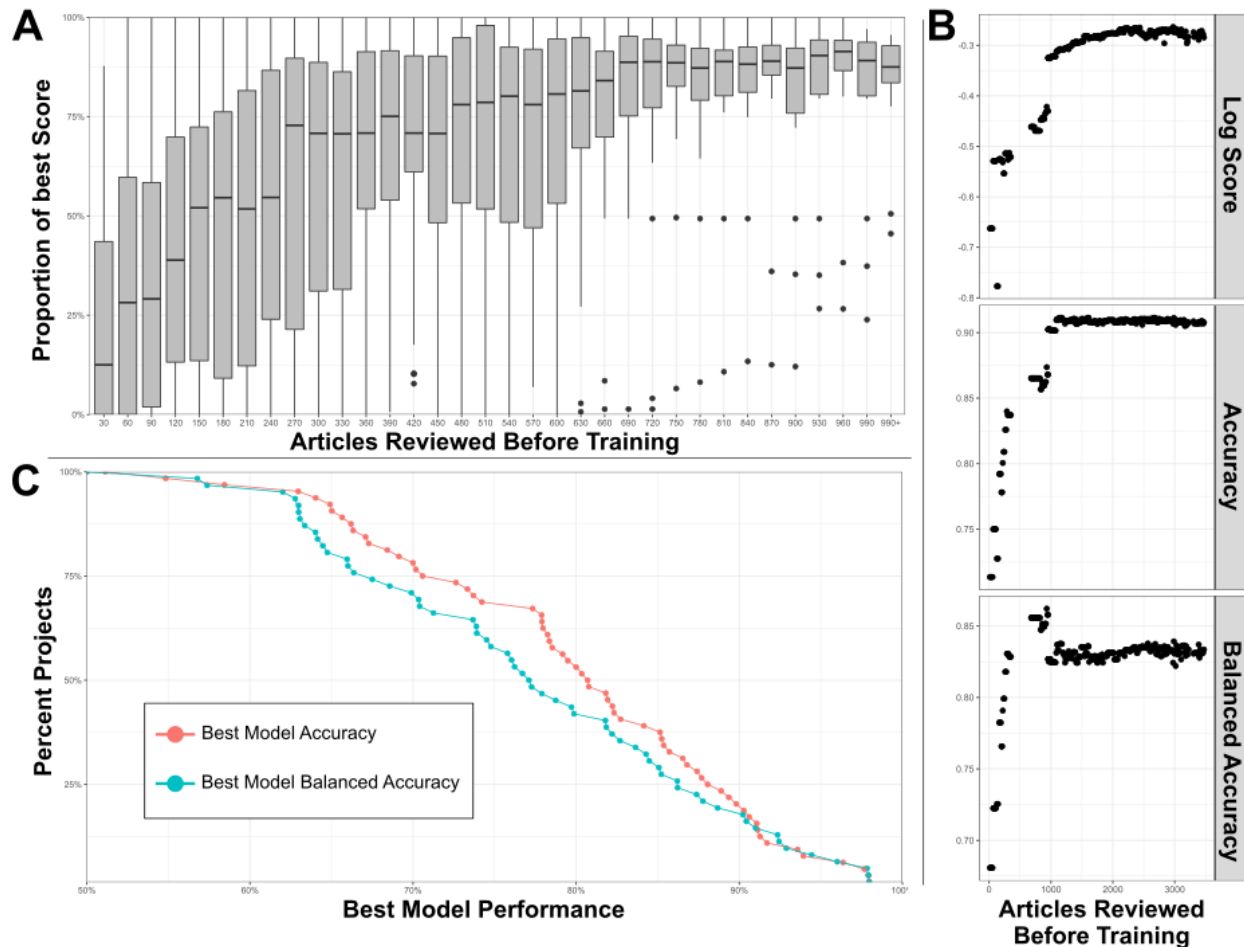 A
Proportion of best Score
100%
75%
50%
25%
0%
30 60 90 120 150 180 210 240 270 300 330 360 390 420 450 480 510 540 570 600 630 660 690 720 750 780 810 840 870 900 930 960 990 990+
Articles Reviewed Before Training
B
-0.3
-0.4
-0.5
-0.6
-0.7
-0.8
Log Score
0.90
0.85
0.80
0.75
Accuracy
0.85
0.80
0.75
0.70
Balanced Accuracy
0 1000 2000 3000
Articles Reviewed
Before Training
C
Percent Projects
100%
75%
50%
25%
Best Model Accuracy
Best Model Balanced Accuracy
50% 60% 70% 80% 90% 100
Best Model Performance